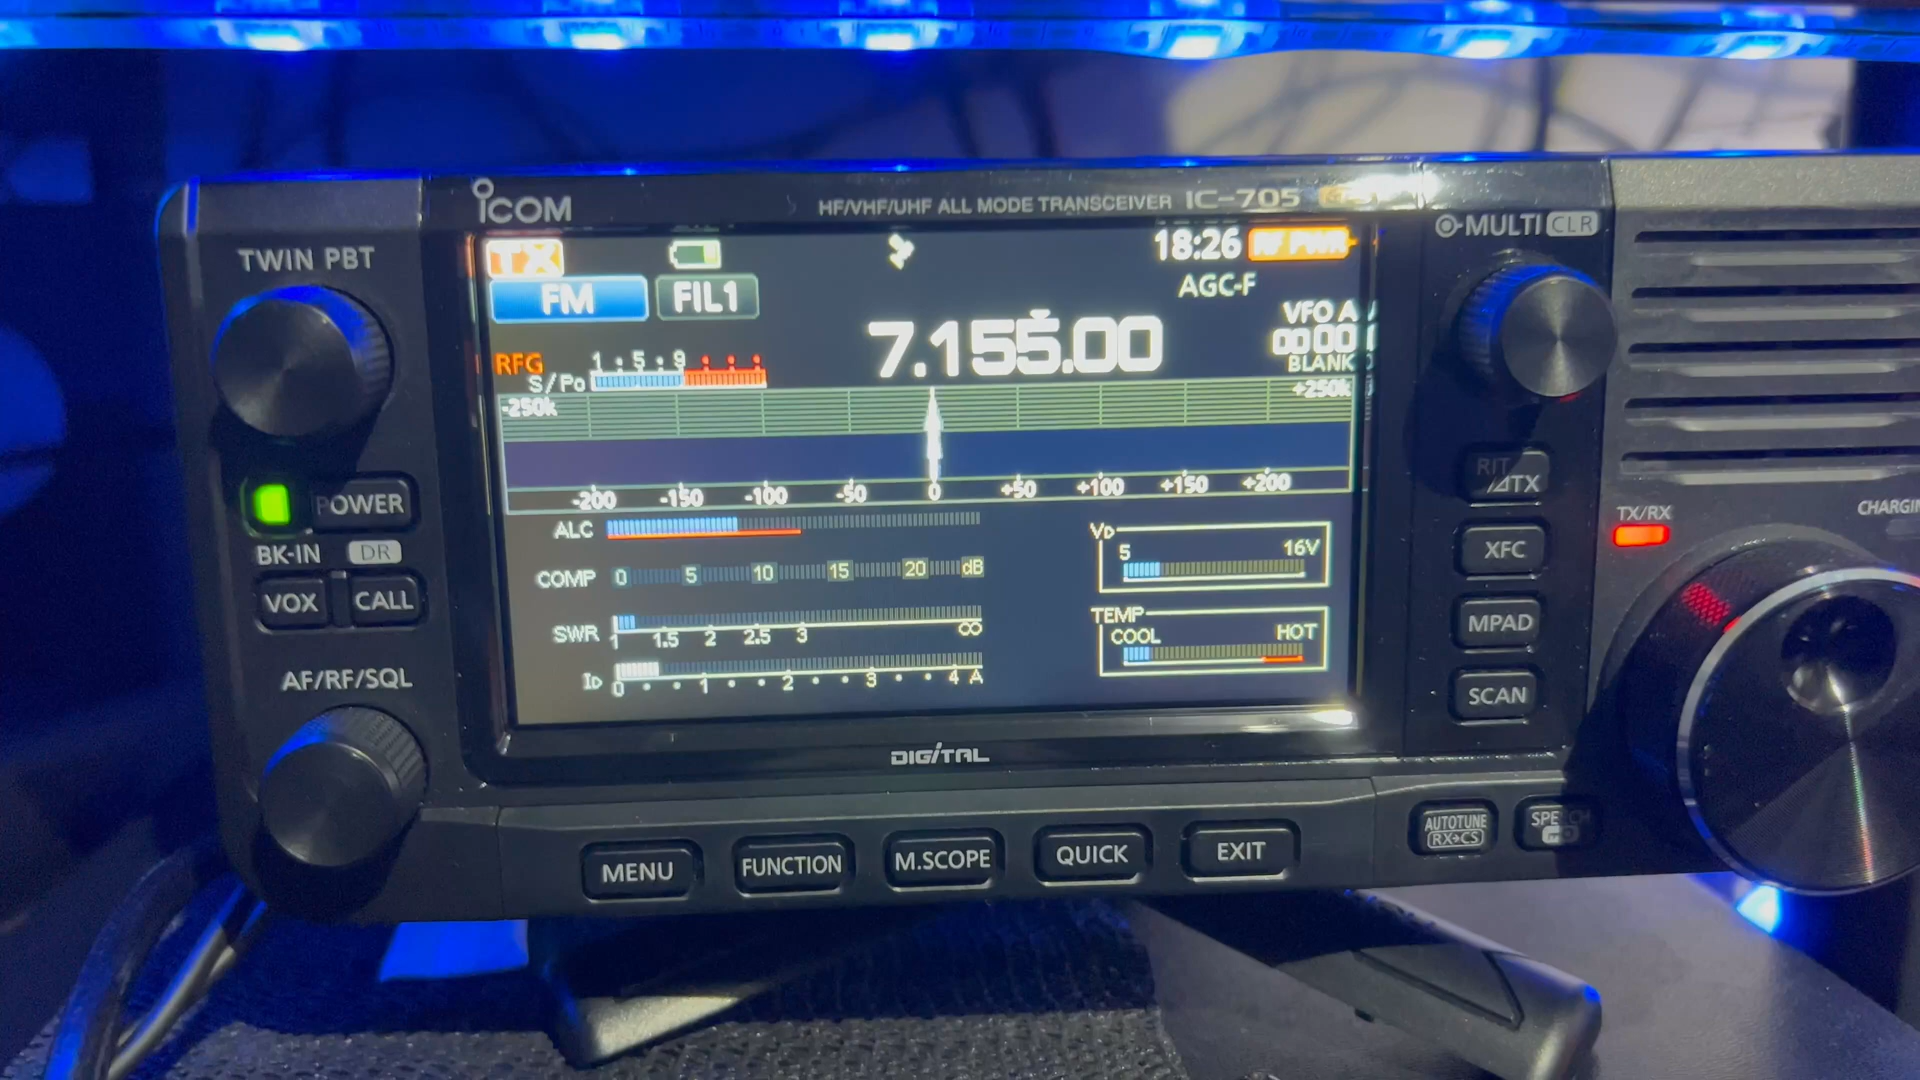 ICOM
HF/VHF/UHF ALL MODE TRANSCEIVER IC-705
MULTI CLR
TWIN PBT
TX
18:26 RF PWR
FM FIL1
AGC-F
7.155.00
VFO A
BLANK
RFG
S/Po 1 5 9
-250k
+250k
-200 -150 -100 -50 0 +50 +100 +150 +200
POWER
RIT
⊿TX
TX/RX
ALC
VD
5 16V
XFC
BK-IN DR
COMP 0 5 10 15 20 dB
VOX CALL
TEMP
COOL HOT
MPAD
SWR 1 1.5 2 2.5 3 ∞
AF/RF/SQL
ID 0 1 2 3 4 A
SCAN
DIGITAL
AUTOTUNE
RX→CS
MENU FUNCTION M.SCOPE QUICK EXIT